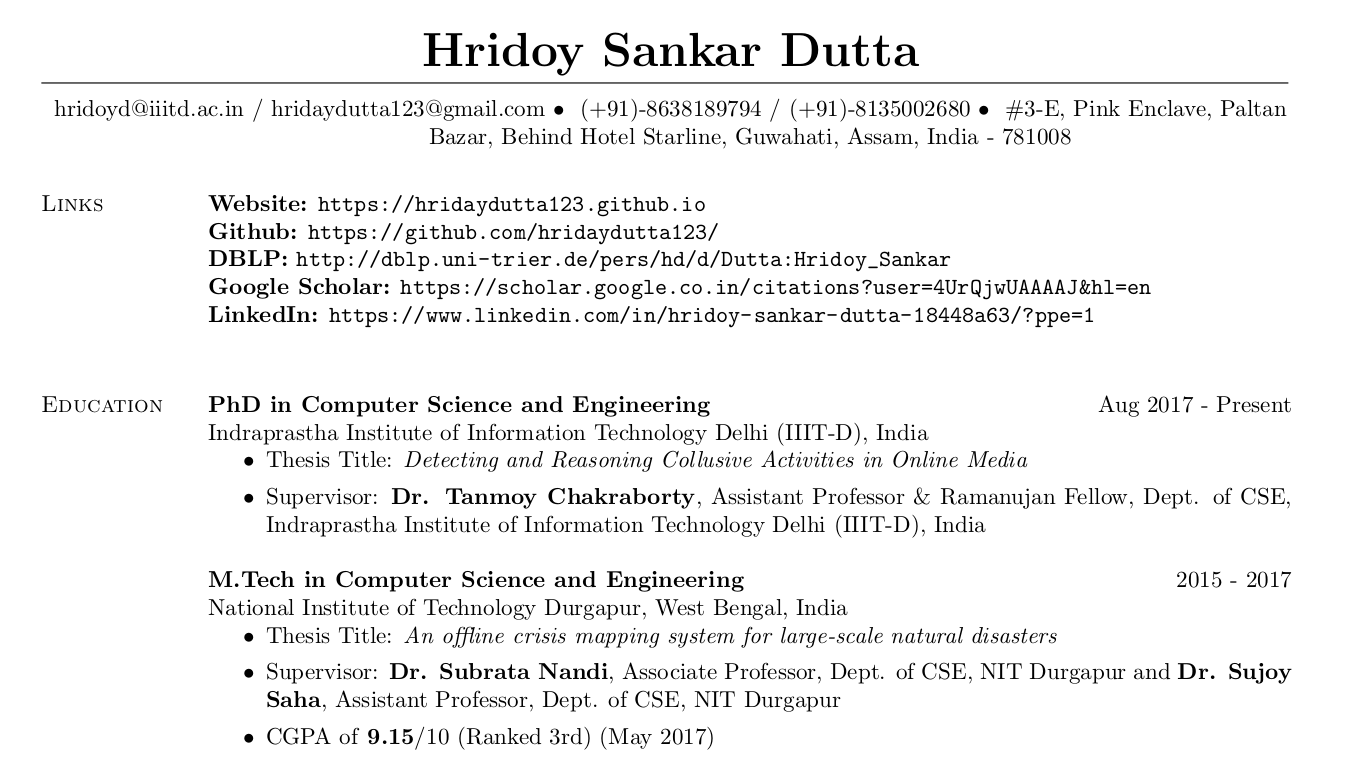 Hridoy Sankar Dutta
hridoyd@iiitd.ac.in / hridaydutta123@gmail.com • (+91)-8638189794 / (+91)-8135002680 • #3-E, Pink Enclave, Paltan
Bazar, Behind Hotel Starline, Guwahati, Assam, India - 781008
Links
Website: https://hridaydutta123.github.io
Github: https://github.com/hridaydutta123/
DBLP: http://dblp.uni-trier.de/pers/hd/d/Dutta:Hridoy_Sankar
Google Scholar: https://scholar.google.co.in/citations?user=4UrQjwUAAAAJ&hl=en
LinkedIn: https://www.linkedin.com/in/hridoy-sankar-dutta-18448a63/?ppe=1
Education
PhD in Computer Science and Engineering Aug 2017 - Present
Indraprastha Institute of Information Technology Delhi (IIIT-D), India
• Thesis Title: Detecting and Reasoning Collusive Activities in Online Media
• Supervisor: Dr. Tanmoy Chakraborty, Assistant Professor & Ramanujan Fellow, Dept. of CSE,
Indraprastha Institute of Information Technology Delhi (IIIT-D), India
M.Tech in Computer Science and Engineering 2015 - 2017
National Institute of Technology Durgapur, West Bengal, India
• Thesis Title: An offline crisis mapping system for large-scale natural disasters
• Supervisor: Dr. Subrata Nandi, Associate Professor, Dept. of CSE, NIT Durgapur and Dr. Sujoy
Saha, Assistant Professor, Dept. of CSE, NIT Durgapur
• CGPA of 9.15/10 (Ranked 3rd) (May 2017)